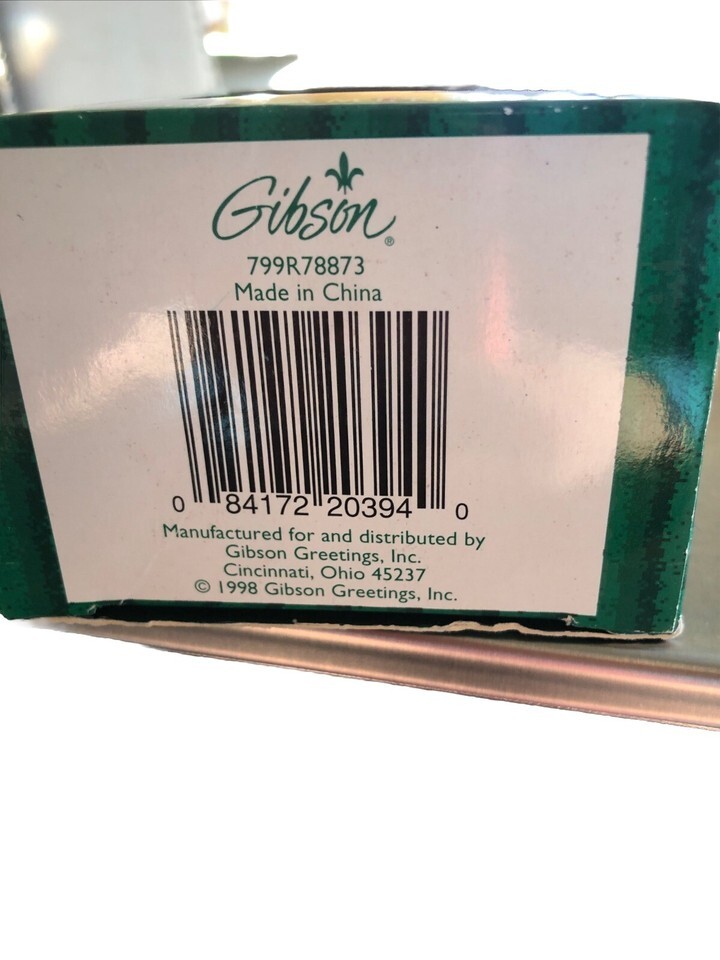 Gibson®
799R78873
Made in China
0 84172 20394 0
Manufactured for and distributed by
Gibson Greetings, Inc.
Cincinnati, Ohio 45237
© 1998 Gibson Greetings, Inc.